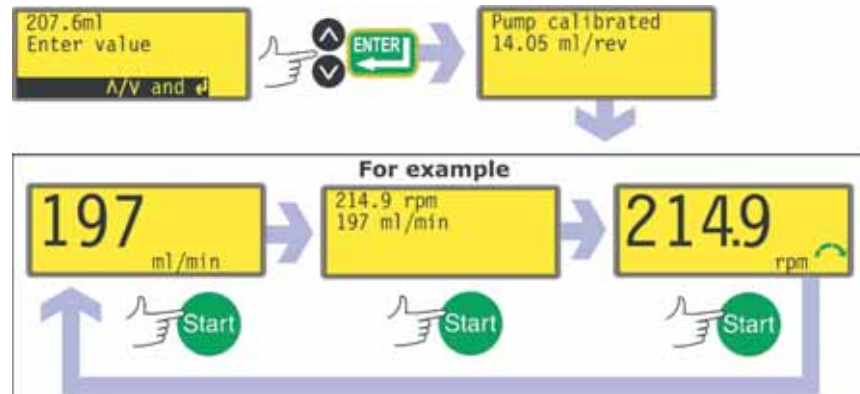 207.6ml
Enter value
Λ/V and ↲
ENTER
Pump calibrated
14.05 ml/rev
For example
197
ml/min
214.9 rpm
197 ml/min
214.9
rpm
Start
Start
Start